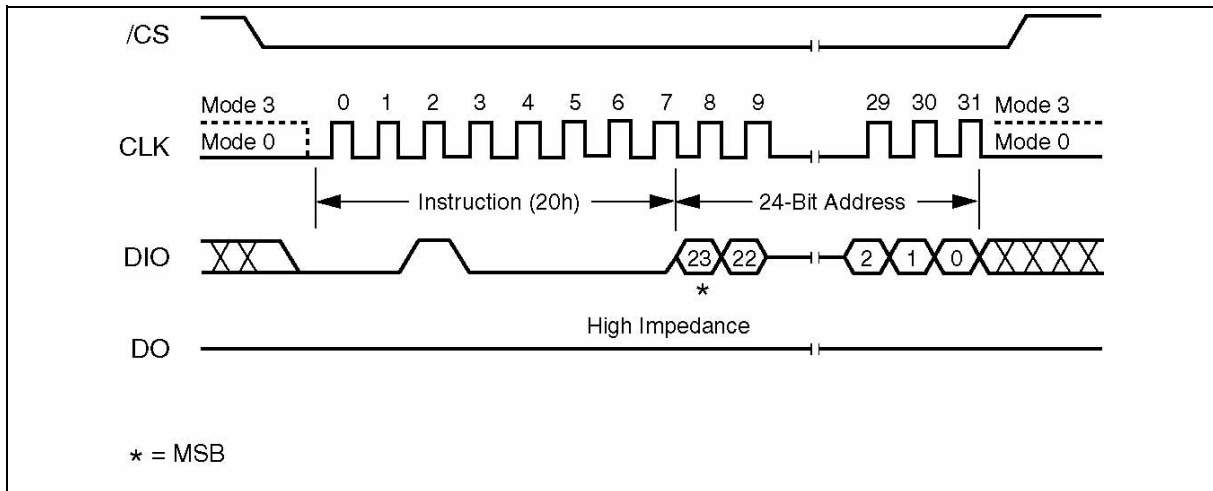 /CS
Mode 3 0 1 2 3 4 5 6 7 8 9 29 30 31 Mode 3
CLK Mode 0 Mode 0
Instruction (20h) 24-Bit Address
DIO 23 22 2 1 0
*
High Impedance
DO
* = MSB